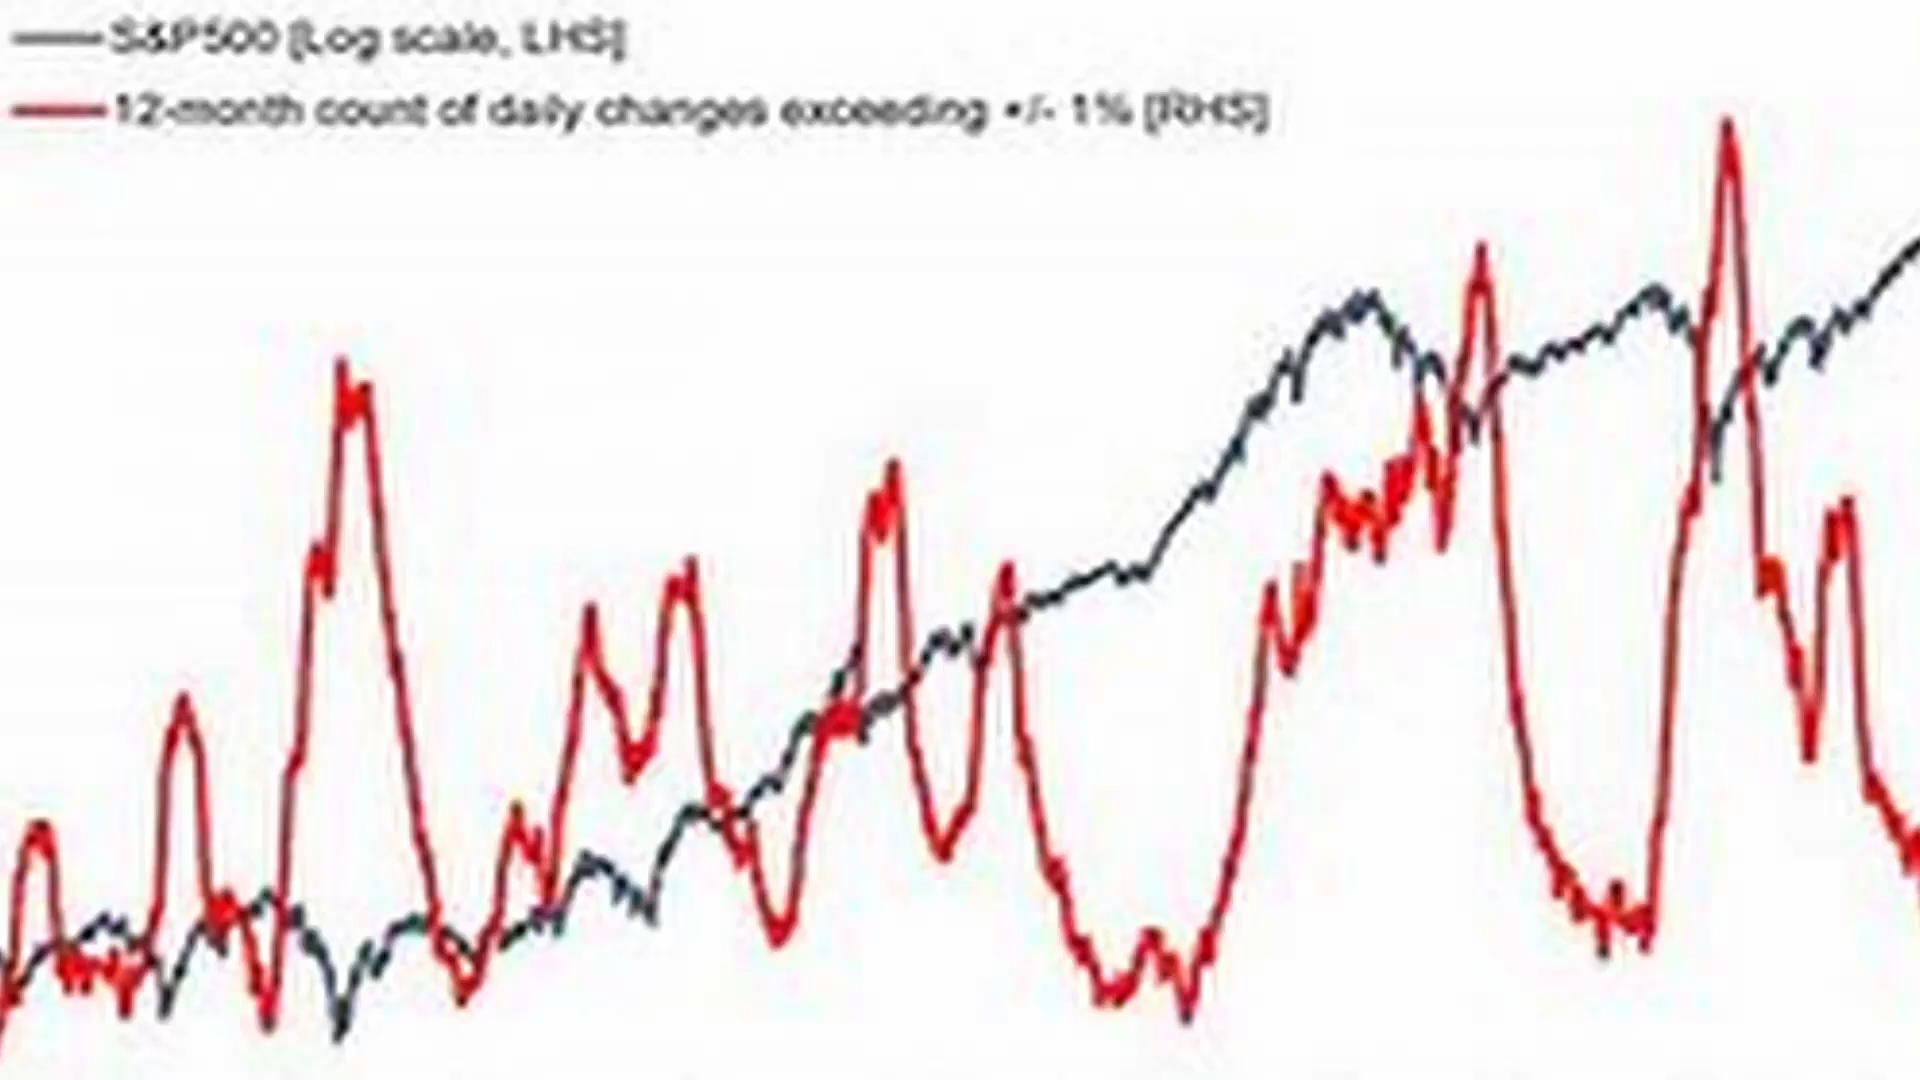 S&P500 [Log scale, LHS]
12-month count of daily changes exceeding +/- 1% [RHS]